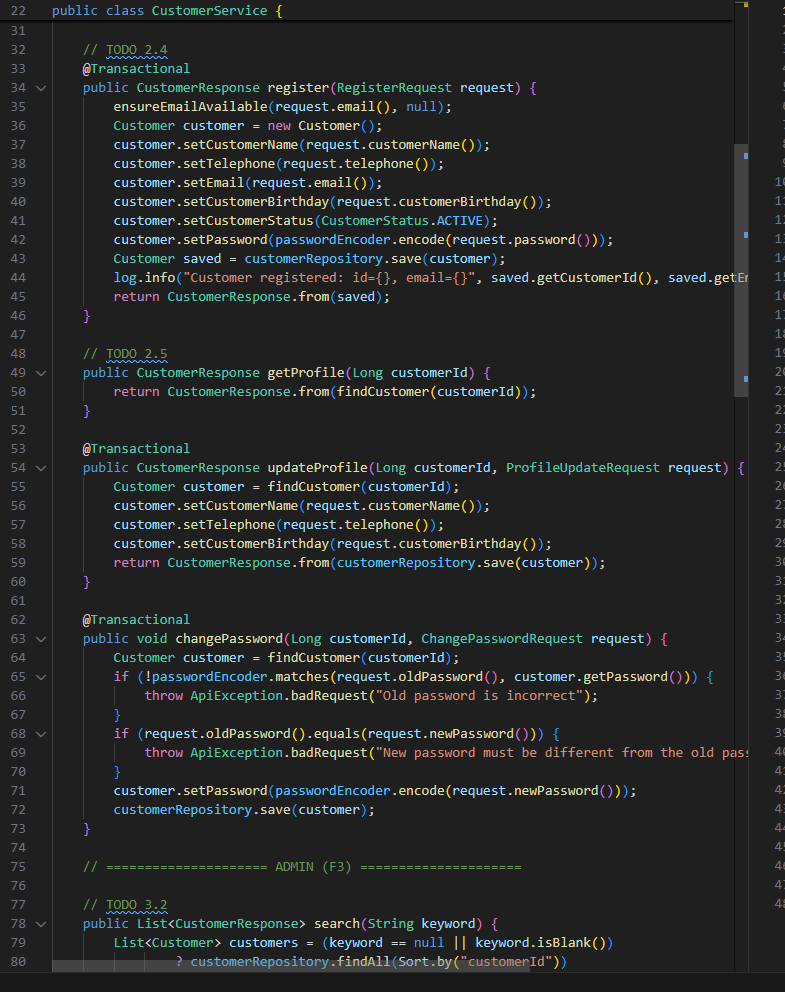 22 public class CustomerService {
31
32 // TODO 2.4
33 @Transactional
34 public CustomerResponse register(RegisterRequest request) {
35 ensureEmailAvailable(request.email(), null);
36 Customer customer = new Customer();
37 customer.setCustomerName(request.customerName());
38 customer.setTelephone(request.telephone());
39 customer.setEmail(request.email());
40 customer.setCustomerBirthday(request.customerBirthday());
41 customer.setCustomerStatus(CustomerStatus.ACTIVE);
42 customer.setPassword(passwordEncoder.encode(request.password()));
43 Customer saved = customerRepository.save(customer);
44 log.info("Customer registered: id={}, email={}", saved.getCustomerId(), saved.getEm
45 return CustomerResponse.from(saved);
46 }
47
48 // TODO 2.5
49 public CustomerResponse getProfile(Long customerId) {
50 return CustomerResponse.from(findCustomer(customerId));
51 }
52
53 @Transactional
54 public CustomerResponse updateProfile(Long customerId, ProfileUpdateRequest request) {
55 Customer customer = findCustomer(customerId);
56 customer.setCustomerName(request.customerName());
57 customer.setTelephone(request.telephone());
58 customer.setCustomerBirthday(request.customerBirthday());
59 return CustomerResponse.from(customerRepository.save(customer));
60 }
61
62 @Transactional
63 public void changePassword(Long customerId, ChangePasswordRequest request) {
64 Customer customer = findCustomer(customerId);
65 if (!passwordEncoder.matches(request.oldPassword(), customer.getPassword())) {
66 throw ApiException.badRequest("Old password is incorrect");
67 }
68 if (request.oldPassword().equals(request.newPassword())) {
69 throw ApiException.badRequest("New password must be different from the old pas
70 }
71 customer.setPassword(passwordEncoder.encode(request.newPassword()));
72 customerRepository.save(customer);
73 }
74
75 // ===================== ADMIN (F3) =====================
76
77 // TODO 3.2
78 public List<CustomerResponse> search(String keyword) {
79 List<Customer> customers = (keyword == null || keyword.isBlank())
80 ? customerRepository.findAll(Sort.by("customerId"))